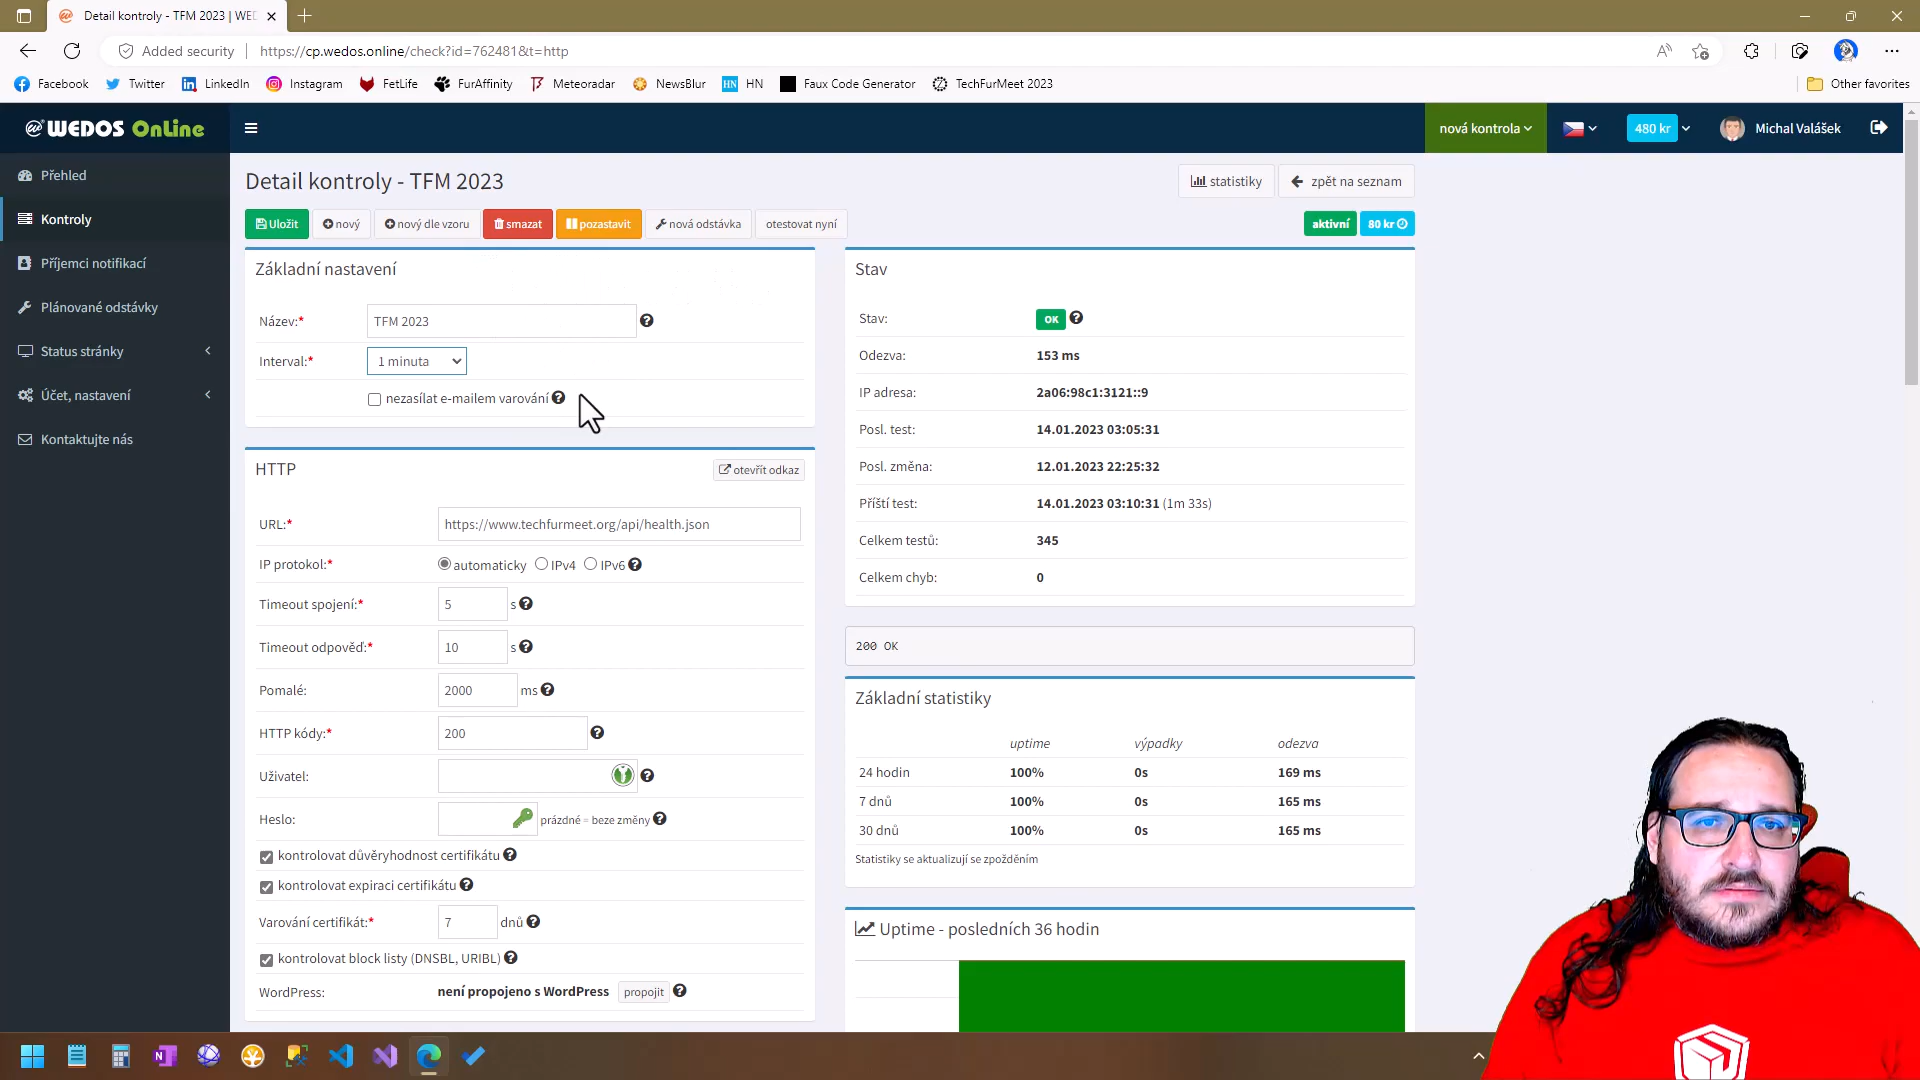 Detail kontroly - TFM 2023 | WED
Added security
https://cp.wedos.online/check?id=762481&t=http
Facebook
Twitter
LinkedIn
Instagram
FetLife
FurAffinity
Meteoradar
NewsBlur
HN
HN
Faux Code Generator
TechFurMeet 2023
Other favorites
WEDOS OnLine
nová kontrola
480 kr
Michal Valášek
Přehled
Kontroly
Příjemci notifikací
Plánované odstávky
Status stránky
Účet, nastavení
Kontaktujte nás
Detail kontroly - TFM 2023
statistiky
zpět na seznam
Uložit
nový
nový dle vzoru
smazat
pozastavit
nová odstávka
otestovat nyní
aktivní
80 kr
Základní nastavení
Název:*
TFM 2023
Interval:*
1 minuta
nezasílat e-mailem varování
HTTP
otevřít odkaz
URL:*
https://www.techfurmeet.org/api/health.json
IP protokol:*
automaticky
IPv4
IPv6
Timeout spojení:*
5
s
Timeout odpověď:*
10
s
Pomalé:
2000
ms
HTTP kódy:*
200
Uživatel:
Heslo:
prázdné = beze změny
kontrolovat důvěryhodnost certifikátu
kontrolovat expiraci certifikátu
Varování certifikát:*
7
dnů
kontrolovat block listy (DNSBL, URIBL)
WordPress:
není propojeno s WordPress
propojit
Stav
Stav:
OK
Odezva:
153 ms
IP adresa:
2a06:98c1:3121::9
Posl. test:
14.01.2023 03:05:31
Posl. změna:
12.01.2023 22:25:32
Příští test:
14.01.2023 03:10:31 (1m 33s)
Celkem testů:
345
Celkem chyb:
0
200 OK
Základní statistiky
uptime výpadky odezva
24 hodin 100% 0s 169 ms
7 dnů 100% 0s 165 ms
30 dnů 100% 0s 165 ms
Statistiky se aktualizují se zpožděním
Uptime - posledních 36 hodin